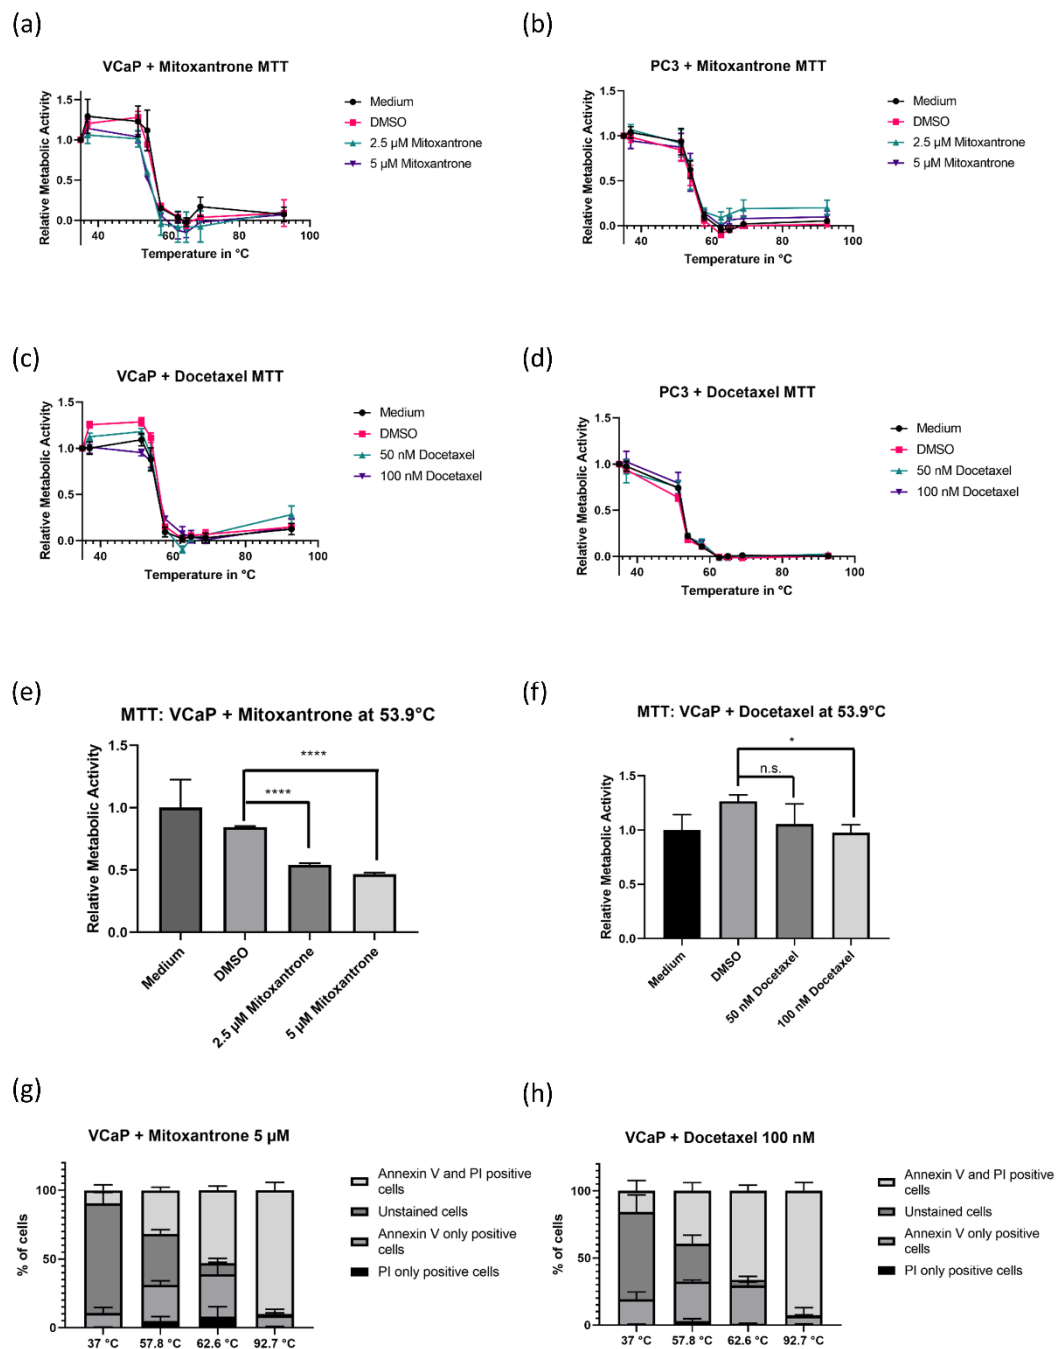 (a)
VCaP + Mitoxantrone MTT
Relative Metabolic Activity
1.5
1.0
0.5
0.0
40
60
80
100
Temperature in °C
Medium
DMSO
2.5 µM Mitoxantrone
5 µM Mitoxantrone
(b)
PC3 + Mitoxantrone MTT
Relative Metabolic Activity
1.5
1.0
0.5
0.0
40
60
80
100
Temperature in °C
Medium
DMSO
2.5 µM Mitoxantrone
5 µM Mitoxantrone
(c)
VCaP + Docetaxel MTT
Relative Metabolic Activity
1.5
1.0
0.5
0.0
40
60
80
100
Temperature in °C
Medium
DMSO
50 nM Docetaxel
100 nM Docetaxel
(d)
PC3 + Docetaxel MTT
Relative Metabolic Activity
1.5
1.0
0.5
0.0
40
60
80
100
Temperature in °C
Medium
DMSO
50 nM Docetaxel
100 nM Docetaxel
(e)
MTT: VCaP + Mitoxantrone at 53.9°C
Relative Metabolic Activity
1.5
1.0
0.5
0.0
****
****
Medium
DMSO
2.5 µM Mitoxantrone
5 µM Mitoxantrone
(f)
MTT: VCaP + Docetaxel at 53.9°C
Relative Metabolic Activity
1.5
1.0
0.5
0.0
*
n.s.
Medium
DMSO
50 nM Docetaxel
100 nM Docetaxel
(g)
VCaP + Mitoxantrone 5 µM
% of cells
100
50
0
37 °C
57.8 °C
62.6 °C
92.7 °C
Annexin V and PI positive
cells
Unstained cells
Annexin V only positive
cells
PI only positive cells
(h)
VCaP + Docetaxel 100 nM
% of cells
100
50
0
37 °C
57.8 °C
62.6 °C
92.7 °C
Annexin V and PI positive
cells
Unstained cells
Annexin V only positive
cells
PI only positive cells